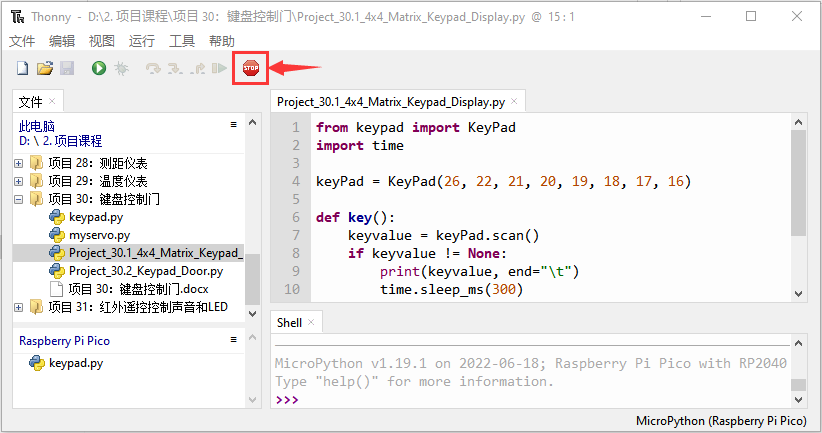 Thonny - D:\2. 项目课程\项目 30：键盘控制门\Project_30.1_4x4_Matrix_Keypad_Display.py @ 15 : 1
文件 编辑 视图 运行 工具 帮助
STOP
文件 ×
此电脑
D: \ 2. 项目课程
项目 28：测距仪表
项目 29：温度仪表
项目 30：键盘控制门
keypad.py
myservo.py
Project_30.1_4x4_Matrix_Keypad_
Project_30.2_Keypad_Door.py
项目 30：键盘控制门.docx
项目 31：红外遥控控制声音和LED
Raspberry Pi Pico
keypad.py
Project_30.1_4x4_Matrix_Keypad_Display.py ×
1 from keypad import KeyPad
2 import time
3
4 keyPad = KeyPad(26, 22, 21, 20, 19, 18, 17, 16)
5
6 def key():
7 keyvalue = keyPad.scan()
8 if keyvalue != None:
9 print(keyvalue, end="\t")
10 time.sleep_ms(300)
Shell ×
MicroPython v1.19.1 on 2022-06-18; Raspberry Pi Pico with RP2040
Type "help()" for more information.
>>>
MicroPython (Raspberry Pi Pico)